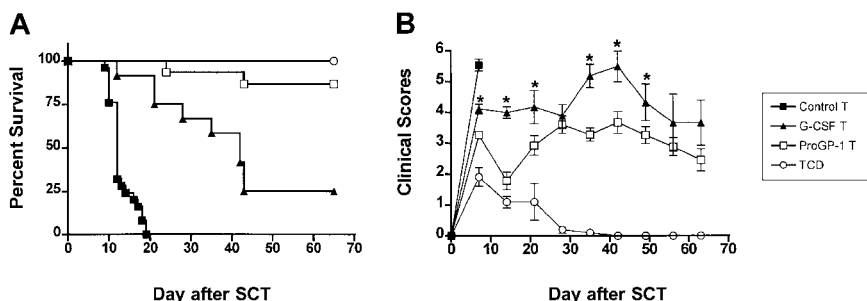 A
Percent Survival
100
75
50
25
0
0 10 20 30 40 50 60 70
Day after SCT
B
Clinical Scores
6
5
4
3
2
1
0
* * * * * *
0 10 20 30 40 50 60 70
Day after SCT
Control T
G-CSF T
ProGP-1 T
TCD